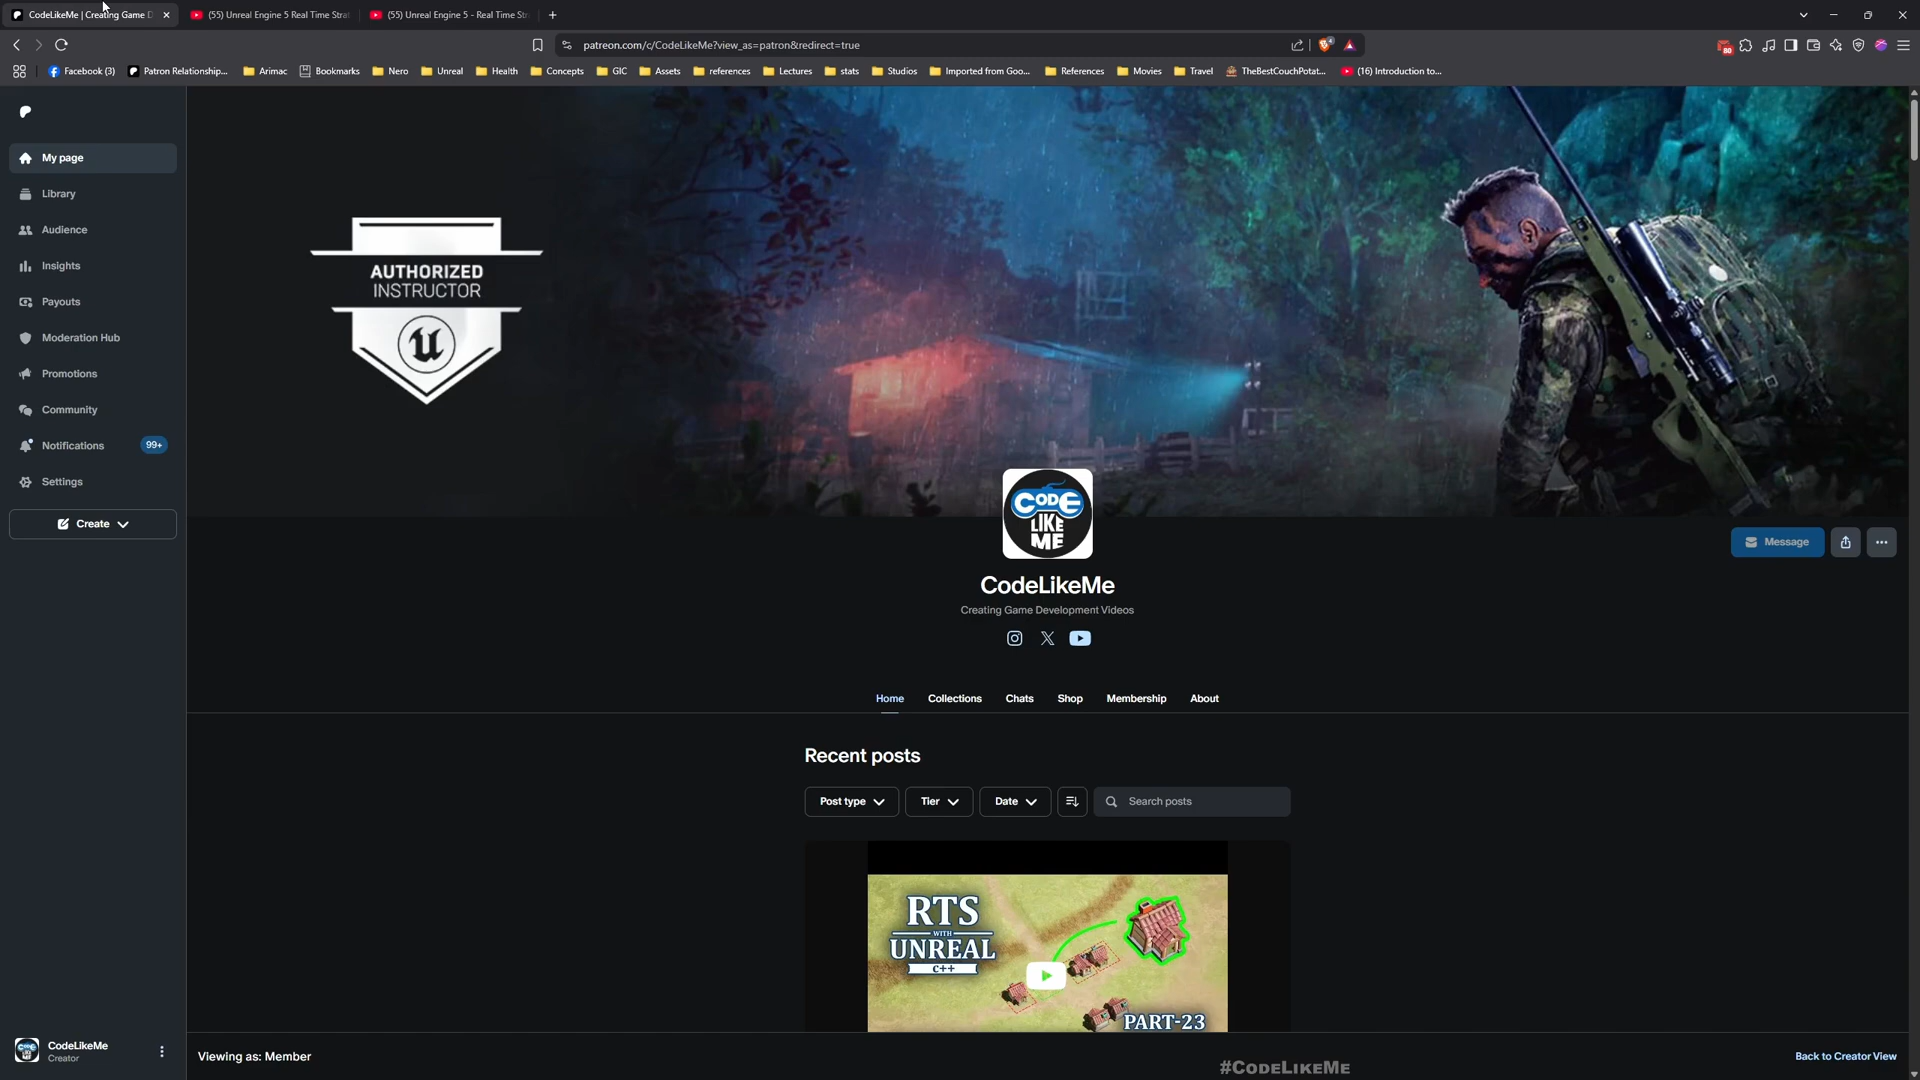 CodeLikeMe | Creating Game D
(55) Unreal Engine 5 Real Time Strat
(55) Unreal Engine 5 - Real Time Str
patreon.com/c/CodeLikeMe?view_as=patron&redirect=true
4
80
Facebook (3)
Patron Relationship...
Arimac
Bookmarks
Nero
Unreal
Health
Concepts
GIC
Assets
references
Lectures
stats
Studios
Imported from Goo...
References
Movies
Travel
TheBestCouchPotat...
(16) Introduction to...
My page
Library
Audience
Insights
Payouts
Moderation Hub
Promotions
Community
Notifications 99+
Settings
Create
AUTHORIZED
INSTRUCTOR
CODE
LIKE
ME
Message
CodeLikeMe
Creating Game Development Videos
Home Collections Chats Shop Membership About
Recent posts
Post type Tier Date Search posts
RTS
WITH
UNREAL
C++
PART-23
CodeLikeMe
Creator
Viewing as: Member
#CODELIKEME
Back to Creator View